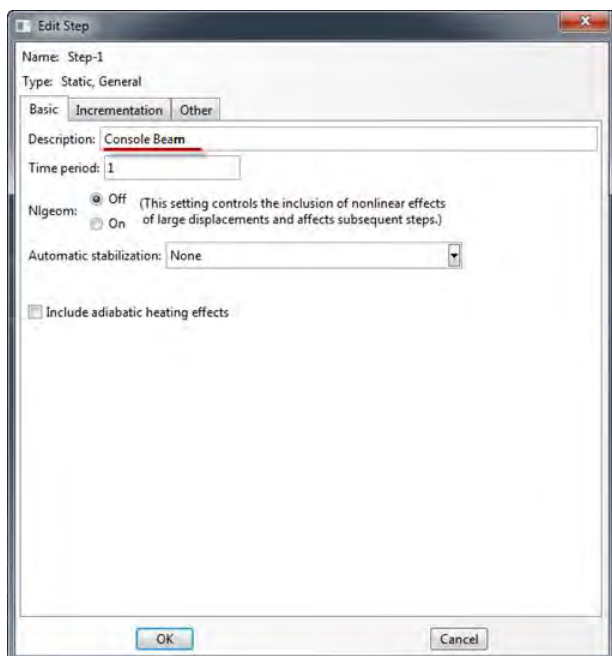 Edit Step
Name: Step-1
Type: Static, General
Basic Incrementation Other
Description: Console Beam
Time period: 1
Nlgeom: Off (This setting controls the inclusion of nonlinear effects
On of large displacements and affects subsequent steps.)
Automatic stabilization: None
Include adiabatic heating effects
OK Cancel